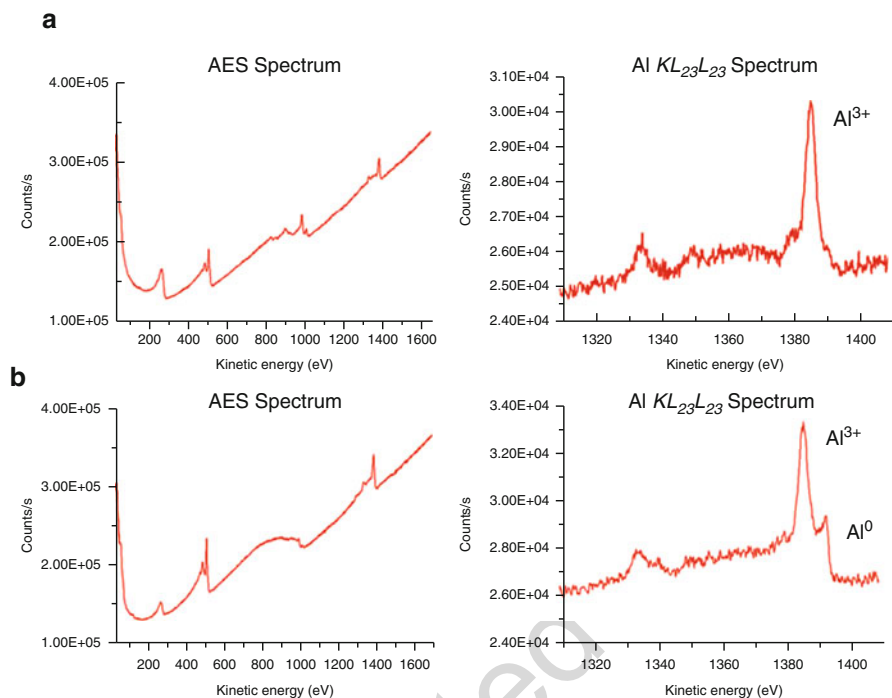 a
AES Spectrum
4.00E+05
3.00E+05
2.00E+05
1.00E+05
Counts/s
200 400 600 800 1000 1200 1400 1600
Kinetic energy (eV)
Al KL23L23 Spectrum
3.10E+04
3.00E+04
2.90E+04
2.80E+04
2.70E+04
2.60E+04
2.50E+04
2.40E+04
Counts/s
Al3+
1320 1340 1360 1380 1400
Kinetic energy (eV)
b
AES Spectrum
4.00E+05
3.00E+05
2.00E+05
1.00E+05
Counts/s
200 400 600 800 1000 1200 1400 1600
Kinetic energy (eV)
Al KL23L23 Spectrum
3.40E+04
3.20E+04
3.00E+04
2.80E+04
2.60E+04
2.40E+04
Counts/s
Al3+
Al0
1320 1340 1360 1380 1400
Kinetic energy (eV)
ed